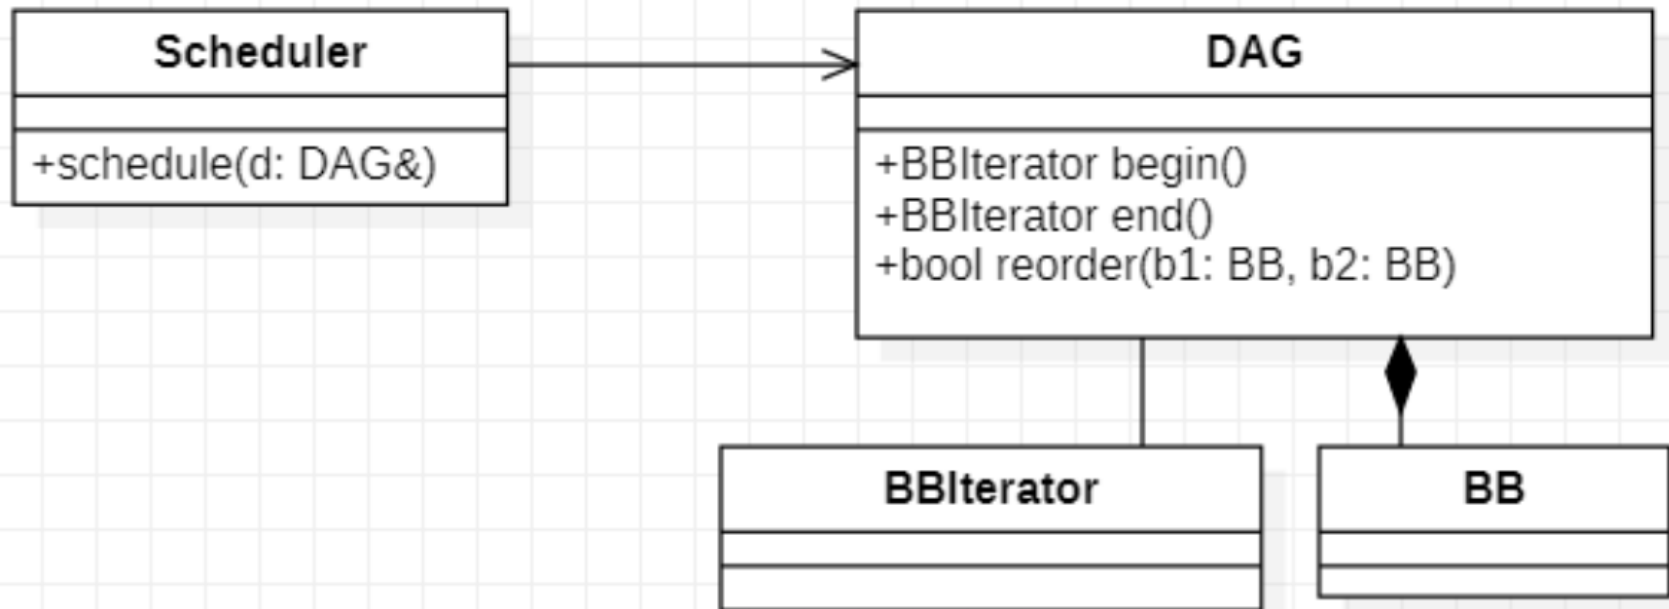 Scheduler
+schedule(d: DAG&)
DAG
+BBIterator begin()
+BBIterator end()
+bool reorder(b1: BB, b2: BB)
BBIterator
BB